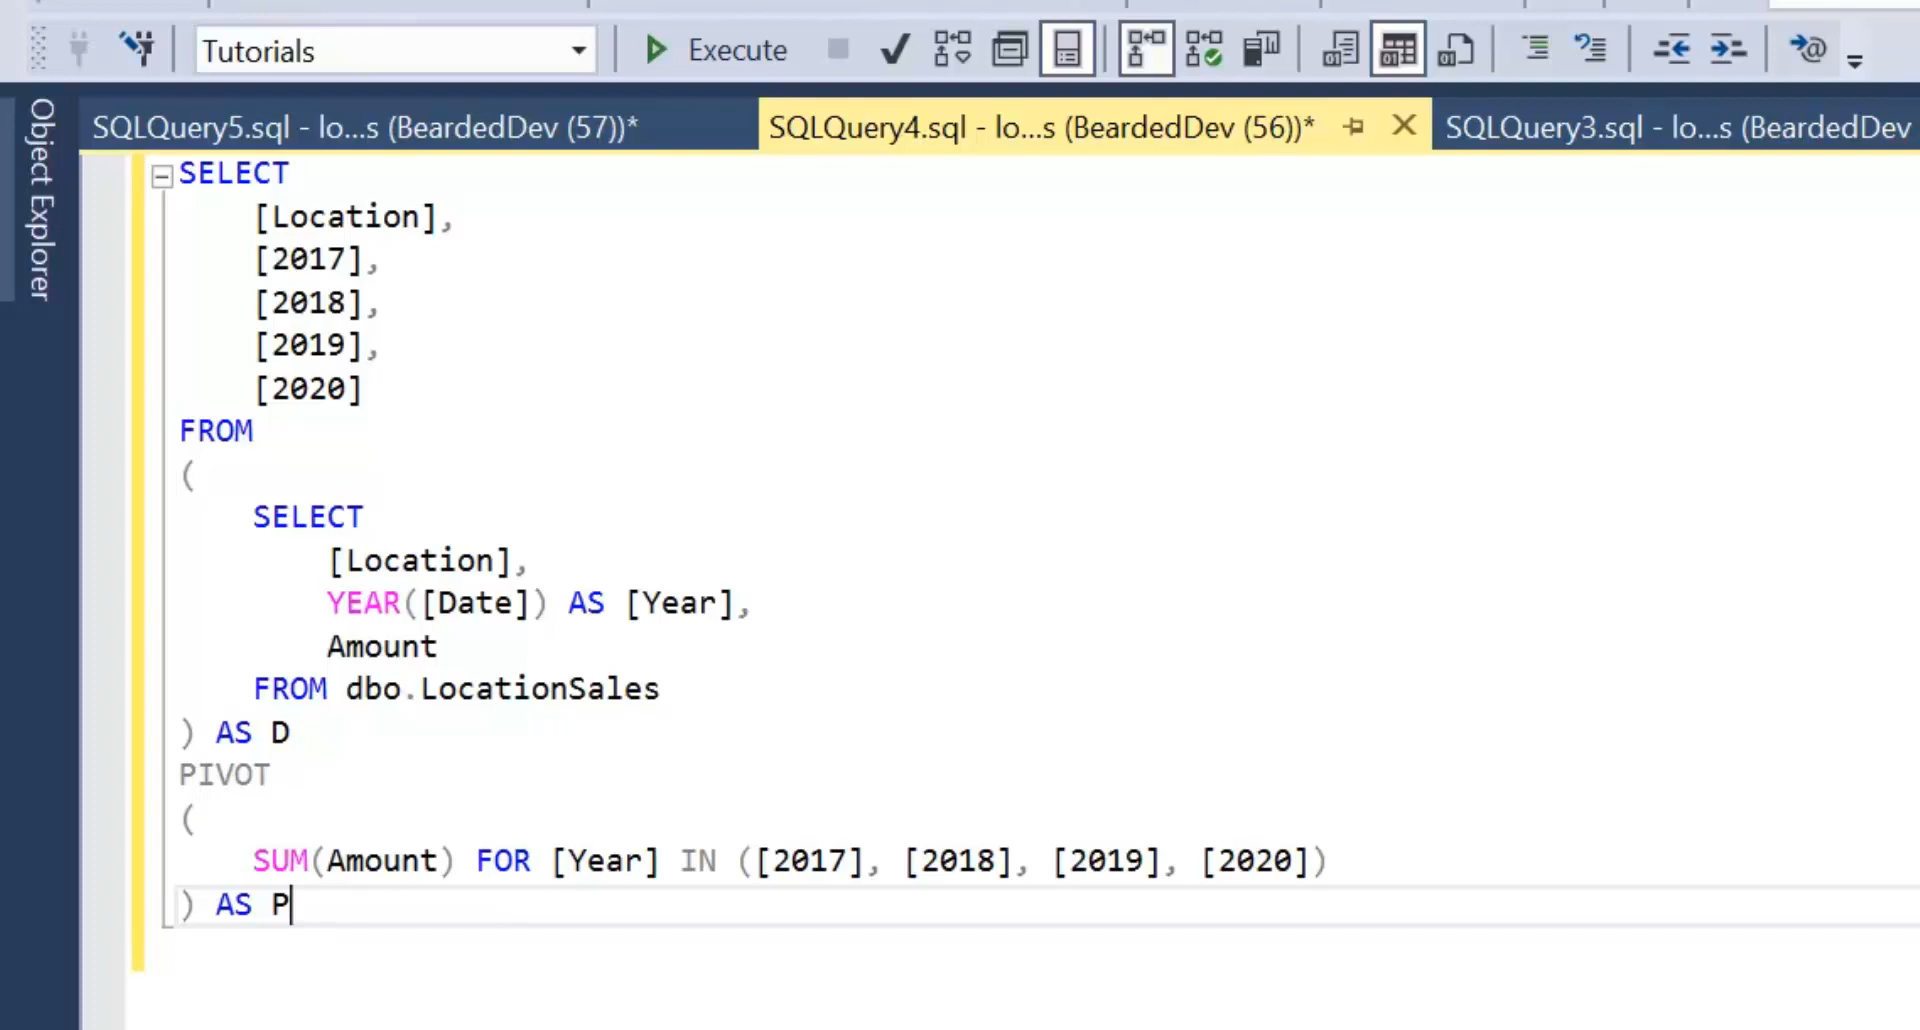 Tutorials
Execute
Object Explorer
SQLQuery5.sql - lo...s (BeardedDev (57))*
SQLQuery4.sql - lo...s (BeardedDev (56))*
SQLQuery3.sql - lo...s (BeardedDev
SELECT
[Location],
[2017],
[2018],
[2019],
[2020]
FROM
(
SELECT
[Location],
YEAR([Date]) AS [Year],
Amount
FROM dbo.LocationSales
) AS D
PIVOT
(
SUM(Amount) FOR [Year] IN ([2017], [2018], [2019], [2020])
) AS P